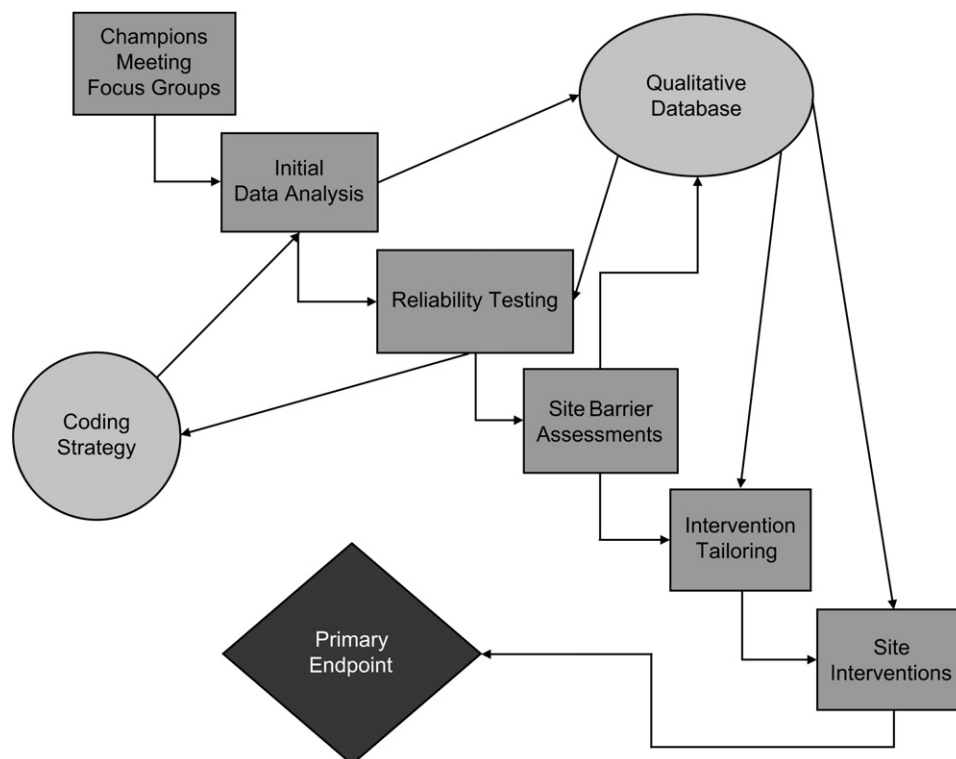 Champions
Meeting
Focus Groups
Qualitative
Database
Initial
Data Analysis
Reliability Testing
Coding
Strategy
Site Barrier
Assessments
Intervention
Tailoring
Primary
Endpoint
Site
Interventions